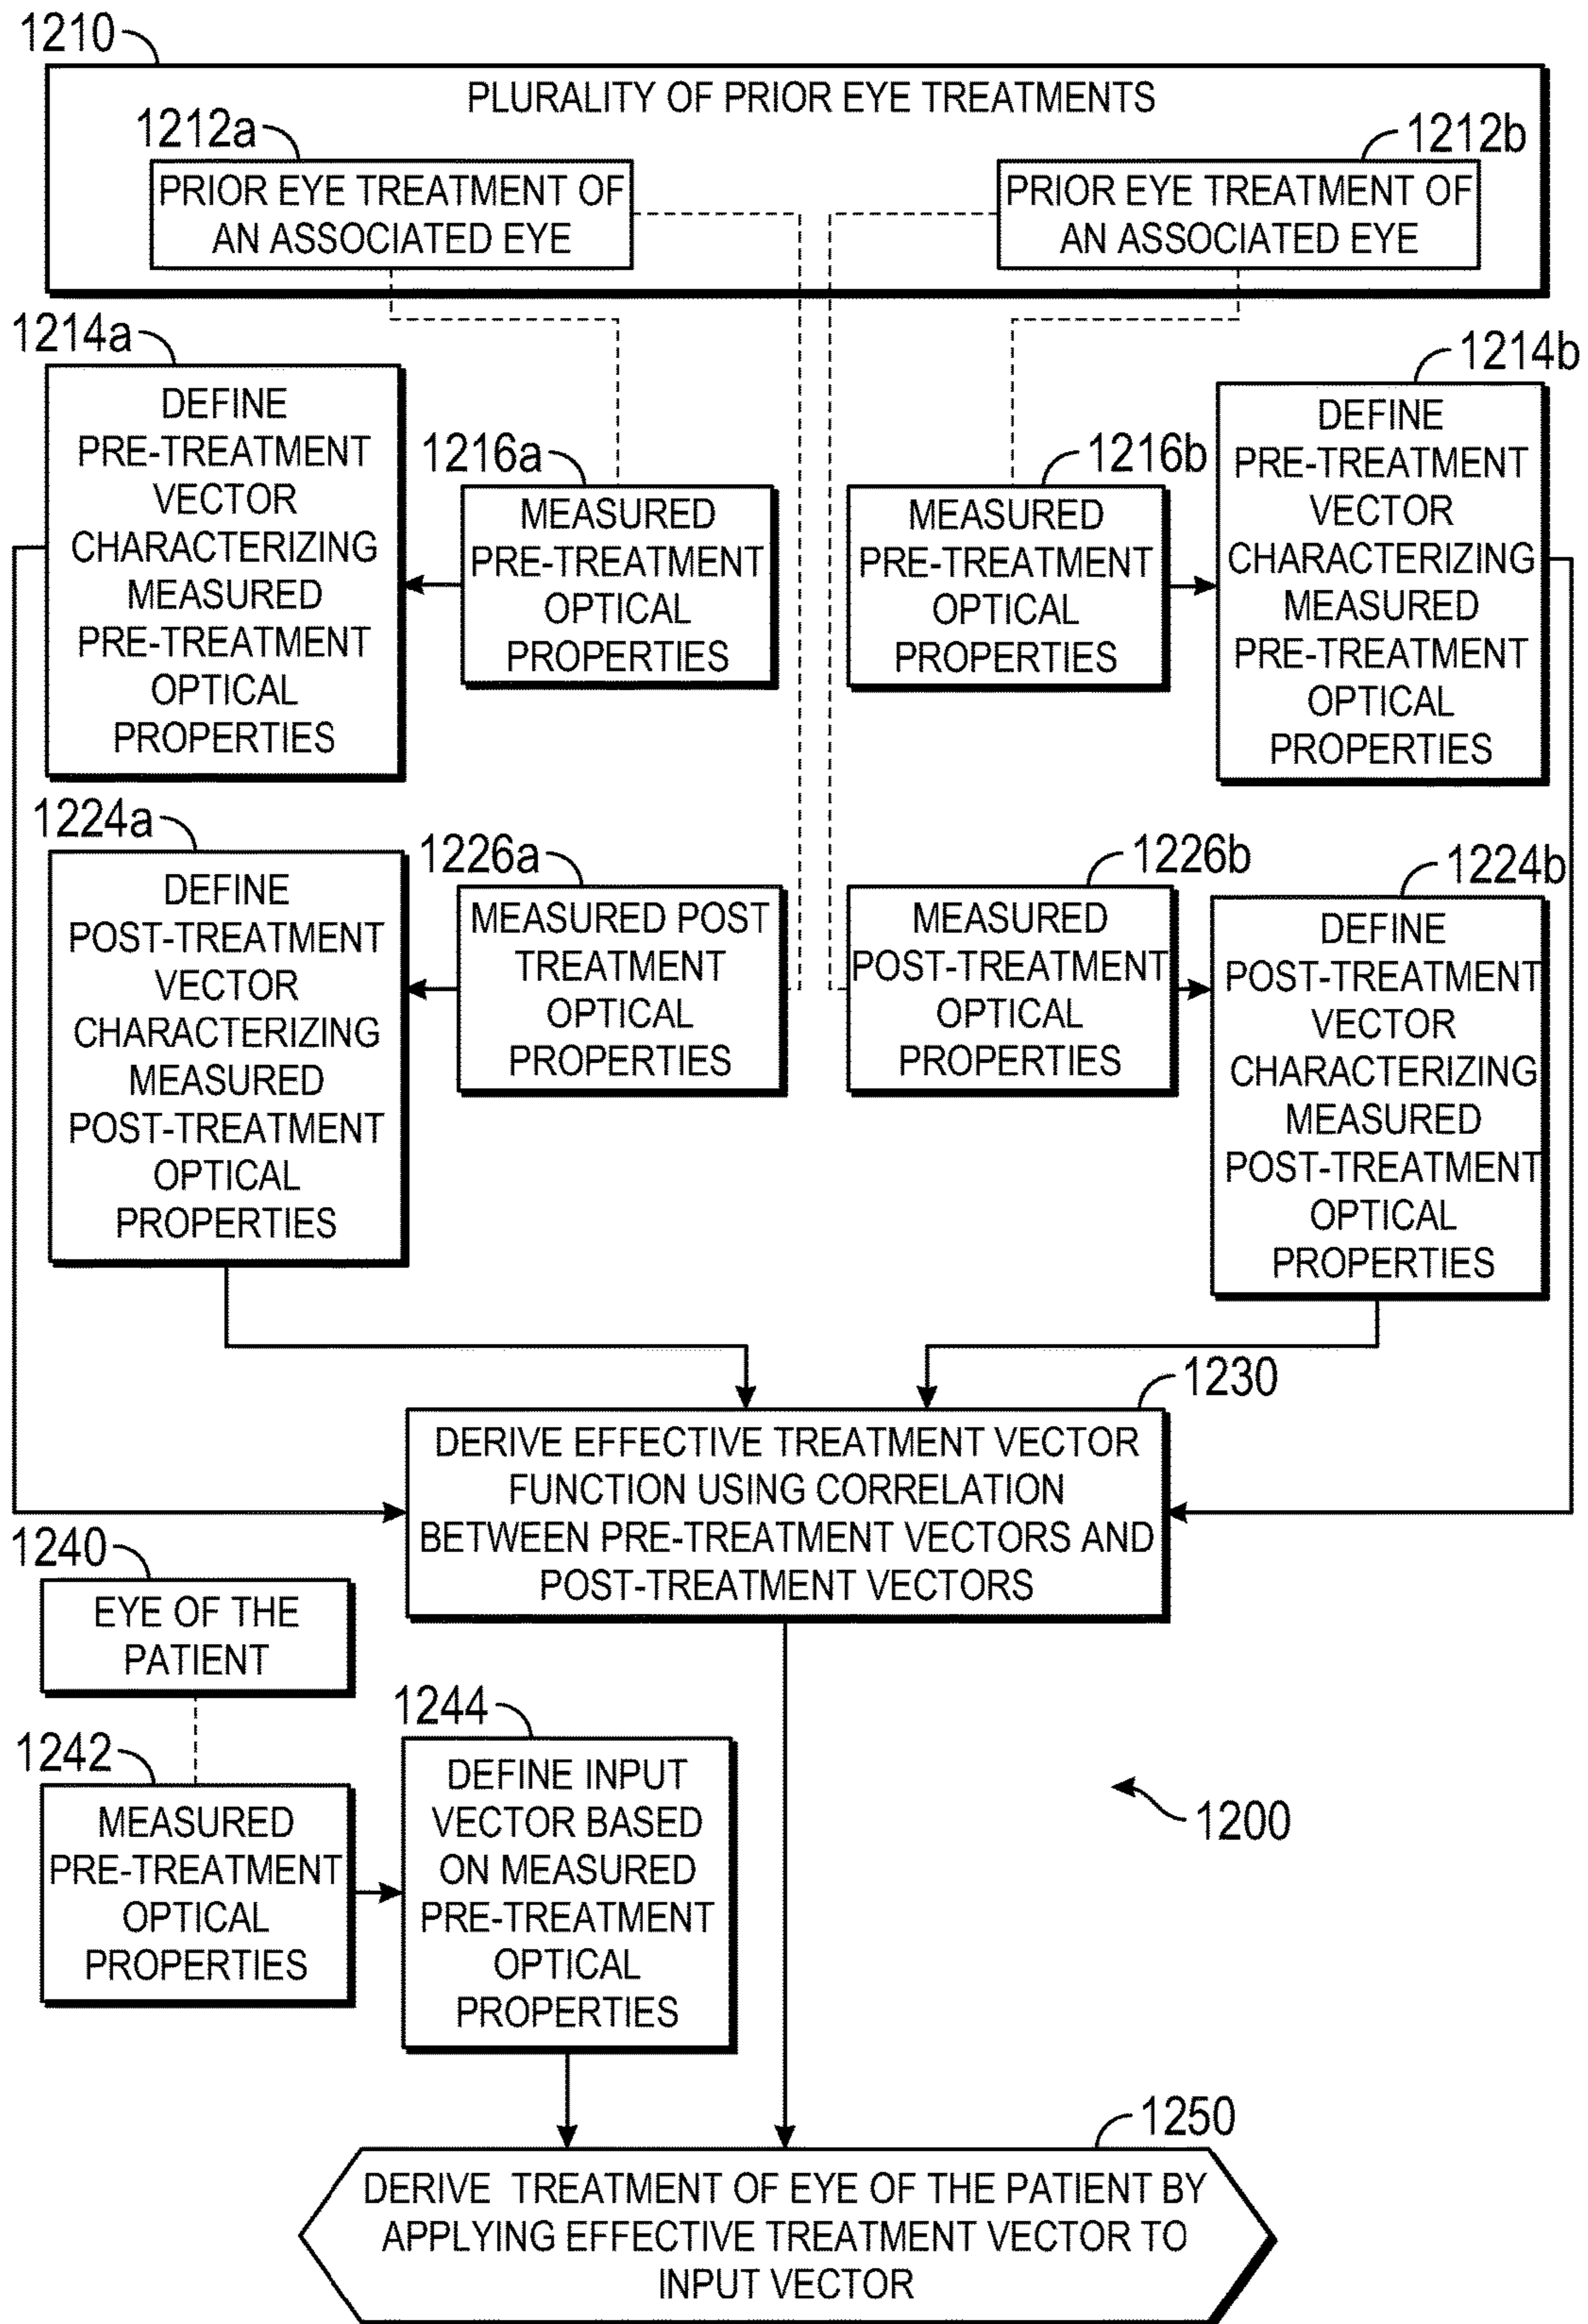 1210
PLURALITY OF PRIOR EYE TREATMENTS
1212a
1212b
PRIOR EYE TREATMENT OF
AN ASSOCIATED EYE
PRIOR EYE TREATMENT OF
AN ASSOCIATED EYE
1214a
DEFINE
PRE-TREATMENT
VECTOR
CHARACTERIZING
MEASURED
PRE-TREATMENT
OPTICAL
PROPERTIES
1216a
MEASURED
PRE-TREATMENT
OPTICAL
PROPERTIES
1216b
MEASURED
PRE-TREATMENT
OPTICAL
PROPERTIES
1214b
DEFINE
PRE-TREATMENT
VECTOR
CHARACTERIZING
MEASURED
PRE-TREATMENT
OPTICAL
PROPERTIES
1224a
DEFINE
POST-TREATMENT
VECTOR
CHARACTERIZING
MEASURED
POST-TREATMENT
OPTICAL
PROPERTIES
1226a
MEASURED POST
TREATMENT
OPTICAL
PROPERTIES
1226b
MEASURED
POST-TREATMENT
OPTICAL
PROPERTIES
1224b
DEFINE
POST-TREATMENT
VECTOR
CHARACTERIZING
MEASURED
POST-TREATMENT
OPTICAL
PROPERTIES
1230
DERIVE EFFECTIVE TREATMENT VECTOR
FUNCTION USING CORRELATION
BETWEEN PRE-TREATMENT VECTORS AND
POST-TREATMENT VECTORS
1240
EYE OF THE
PATIENT
1242
MEASURED
PRE-TREATMENT
OPTICAL
PROPERTIES
1244
DEFINE INPUT
VECTOR BASED
ON MEASURED
PRE-TREATMENT
OPTICAL
PROPERTIES
1200
1250
DERIVE TREATMENT OF EYE OF THE PATIENT BY
APPLYING EFFECTIVE TREATMENT VECTOR TO
INPUT VECTOR